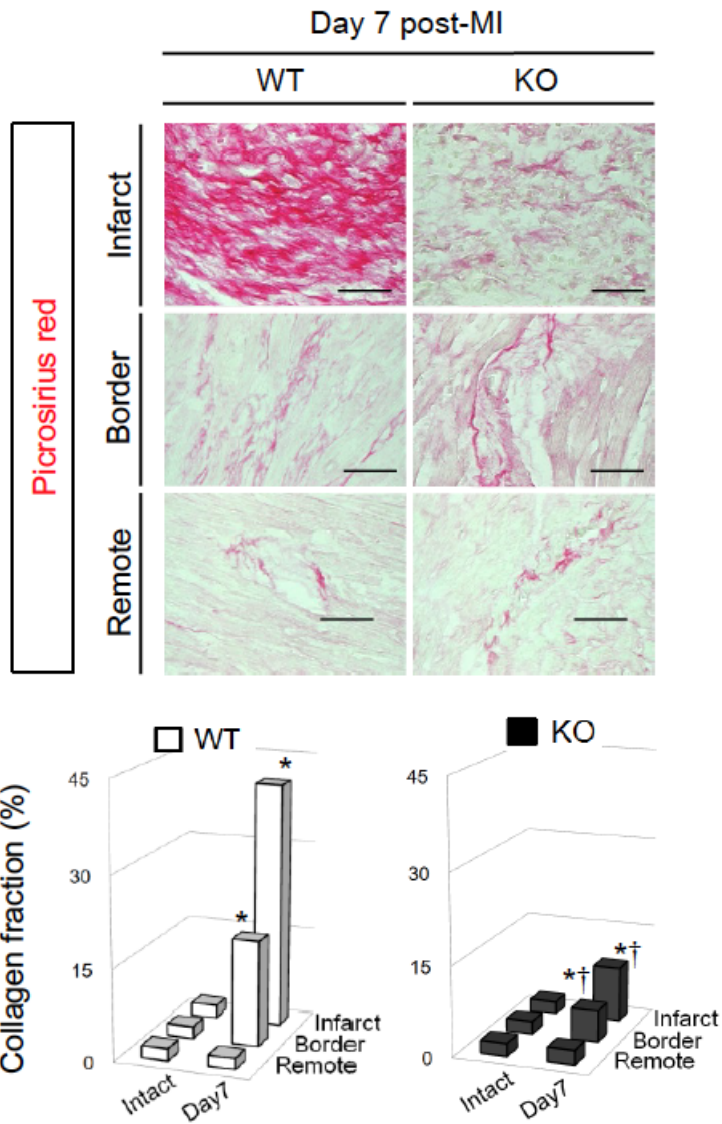 Day 7 post-MI
WT
KO
Picrosirius red
Infarct
Border
Remote
WT
KO
Collagen fraction (%)
45
30
15
0
*
*
Infarct
Border
Remote
Intact
Day7
45
30
15
0
*†
*†
Infarct
Border
Remote
Intact
Day7